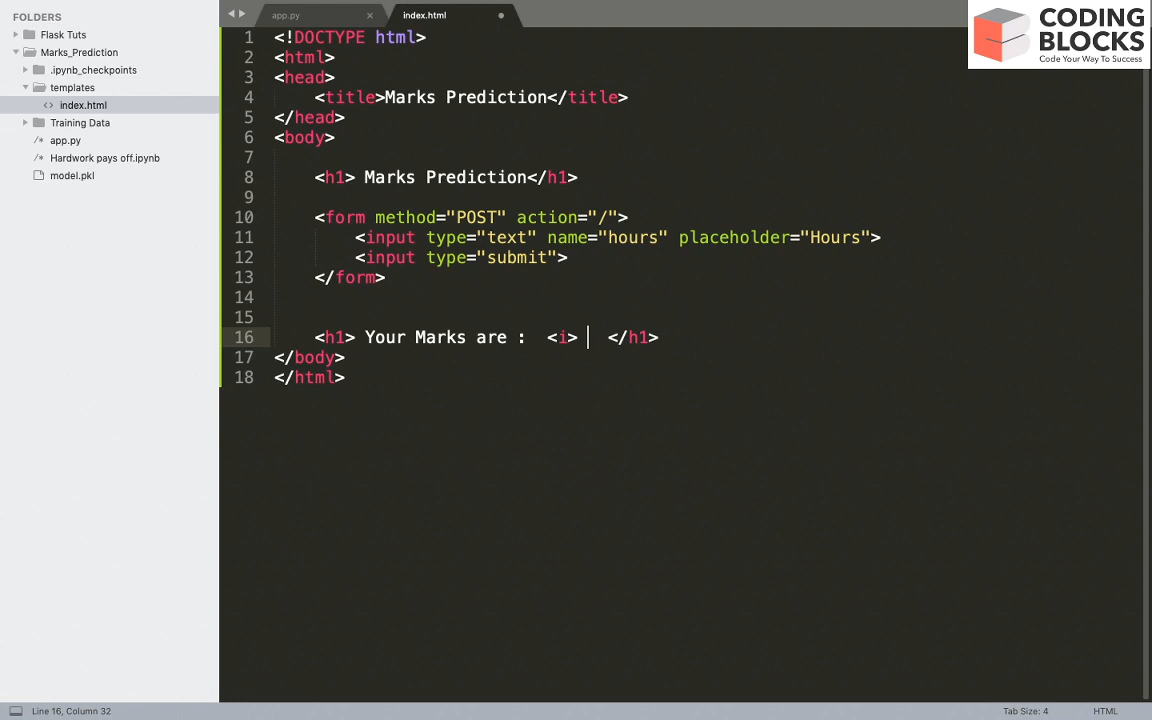 FOLDERS
Flask Tuts
Marks_Prediction
.ipynb_checkpoints
templates
<> index.html
Training Data
/* app.py
/* Hardwork pays off.ipynb
model.pkl
app.py ×
index.html
CODING
BLOCKS
Code Your Way To Success
1 <!DOCTYPE html>
2 <html>
3 <head>
4 <title>Marks Prediction</title>
5 </head>
6 <body>
7
8 <h1> Marks Prediction</h1>
9
10 <form method="POST" action="/">
11 <input type="text" name="hours" placeholder="Hours">
12 <input type="submit">
13 </form>
14
15
16 <h1> Your Marks are :  <i>   </h1>
17 </body>
18 </html>
Line 16, Column 32
Tab Size: 4
HTML